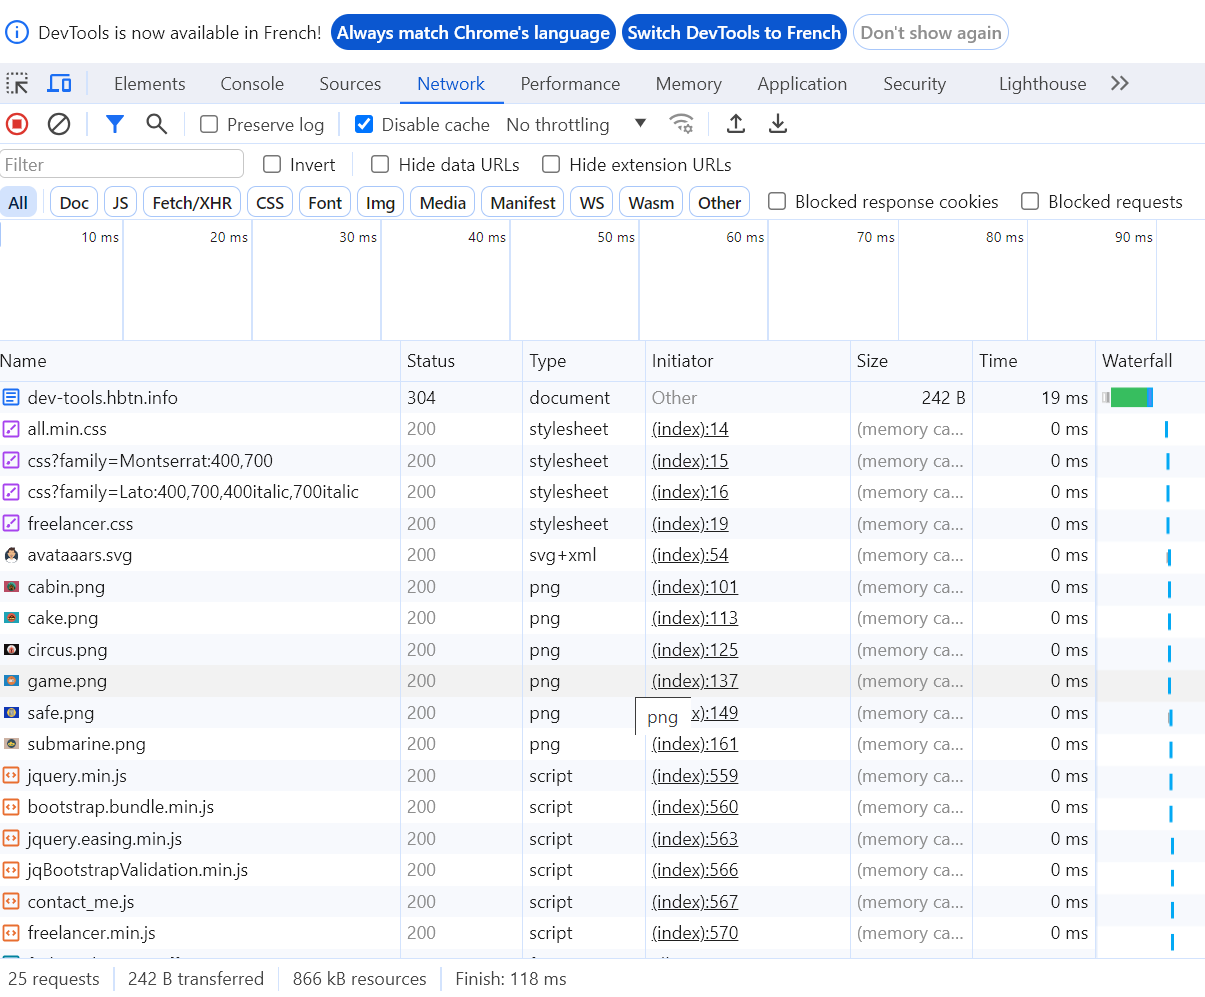 DevTools is now available in French! Always match Chrome's language Switch DevTools to French Don't show again
Elements Console Sources Network Performance Memory Application Security Lighthouse
Preserve log Disable cache No throttling
Filter Invert Hide data URLs Hide extension URLs
All Doc JS Fetch/XHR CSS Font Img Media Manifest WS Wasm Other Blocked response cookies Blocked requests
10 ms 20 ms 30 ms 40 ms 50 ms 60 ms 70 ms 80 ms 90 ms
Name Status Type Initiator Size Time Waterfall
dev-tools.hbtn.info 304 document Other 242 B 19 ms
all.min.css 200 stylesheet (index):14 (memory ca... 0 ms
css?family=Montserrat:400,700 200 stylesheet (index):15 (memory ca... 0 ms
css?family=Lato:400,700,400italic,700italic 200 stylesheet (index):16 (memory ca... 0 ms
freelancer.css 200 stylesheet (index):19 (memory ca... 0 ms
avataaars.svg 200 svg+xml (index):54 (memory ca... 0 ms
cabin.png 200 png (index):101 (memory ca... 0 ms
cake.png 200 png (index):113 (memory ca... 0 ms
circus.png 200 png (index):125 (memory ca... 0 ms
game.png 200 png (index):137 (memory ca... 0 ms
safe.png 200 png png x):149 (memory ca... 0 ms
submarine.png 200 png (index):161 (memory ca... 0 ms
jquery.min.js 200 script (index):559 (memory ca... 0 ms
bootstrap.bundle.min.js 200 script (index):560 (memory ca... 0 ms
jquery.easing.min.js 200 script (index):563 (memory ca... 0 ms
jqBootstrapValidation.min.js 200 script (index):566 (memory ca... 0 ms
contact_me.js 200 script (index):567 (memory ca... 0 ms
freelancer.min.js 200 script (index):570 (memory ca... 0 ms
25 requests 242 B transferred 866 kB resources Finish: 118 ms